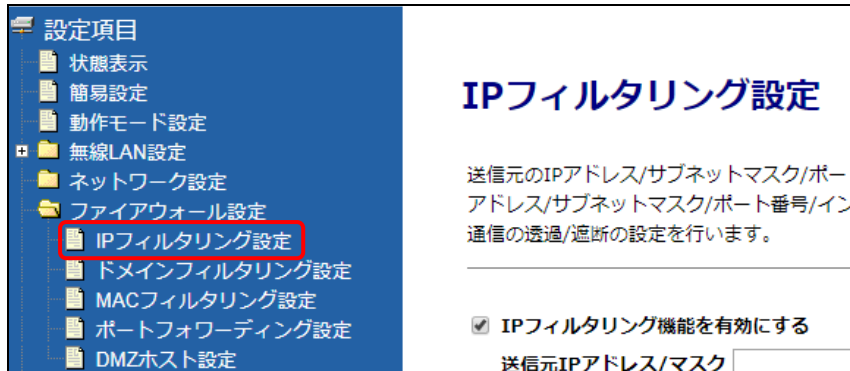 設定項目
状態表示
簡易設定
動作モード設定
無線LAN設定
ネットワーク設定
ファイアウォール設定
IPフィルタリング設定
ドメインフィルタリング設定
MACフィルタリング設定
ポートフォワーディング設定
DMZホスト設定
IPフィルタリング設定
送信元のIPアドレス/サブネットマスク/ポー
アドレス/サブネットマスク/ポート番号/イン
通信の透過/遮断の設定を行います。
IPフィルタリング機能を有効にする
送信元IPアドレス/マスク